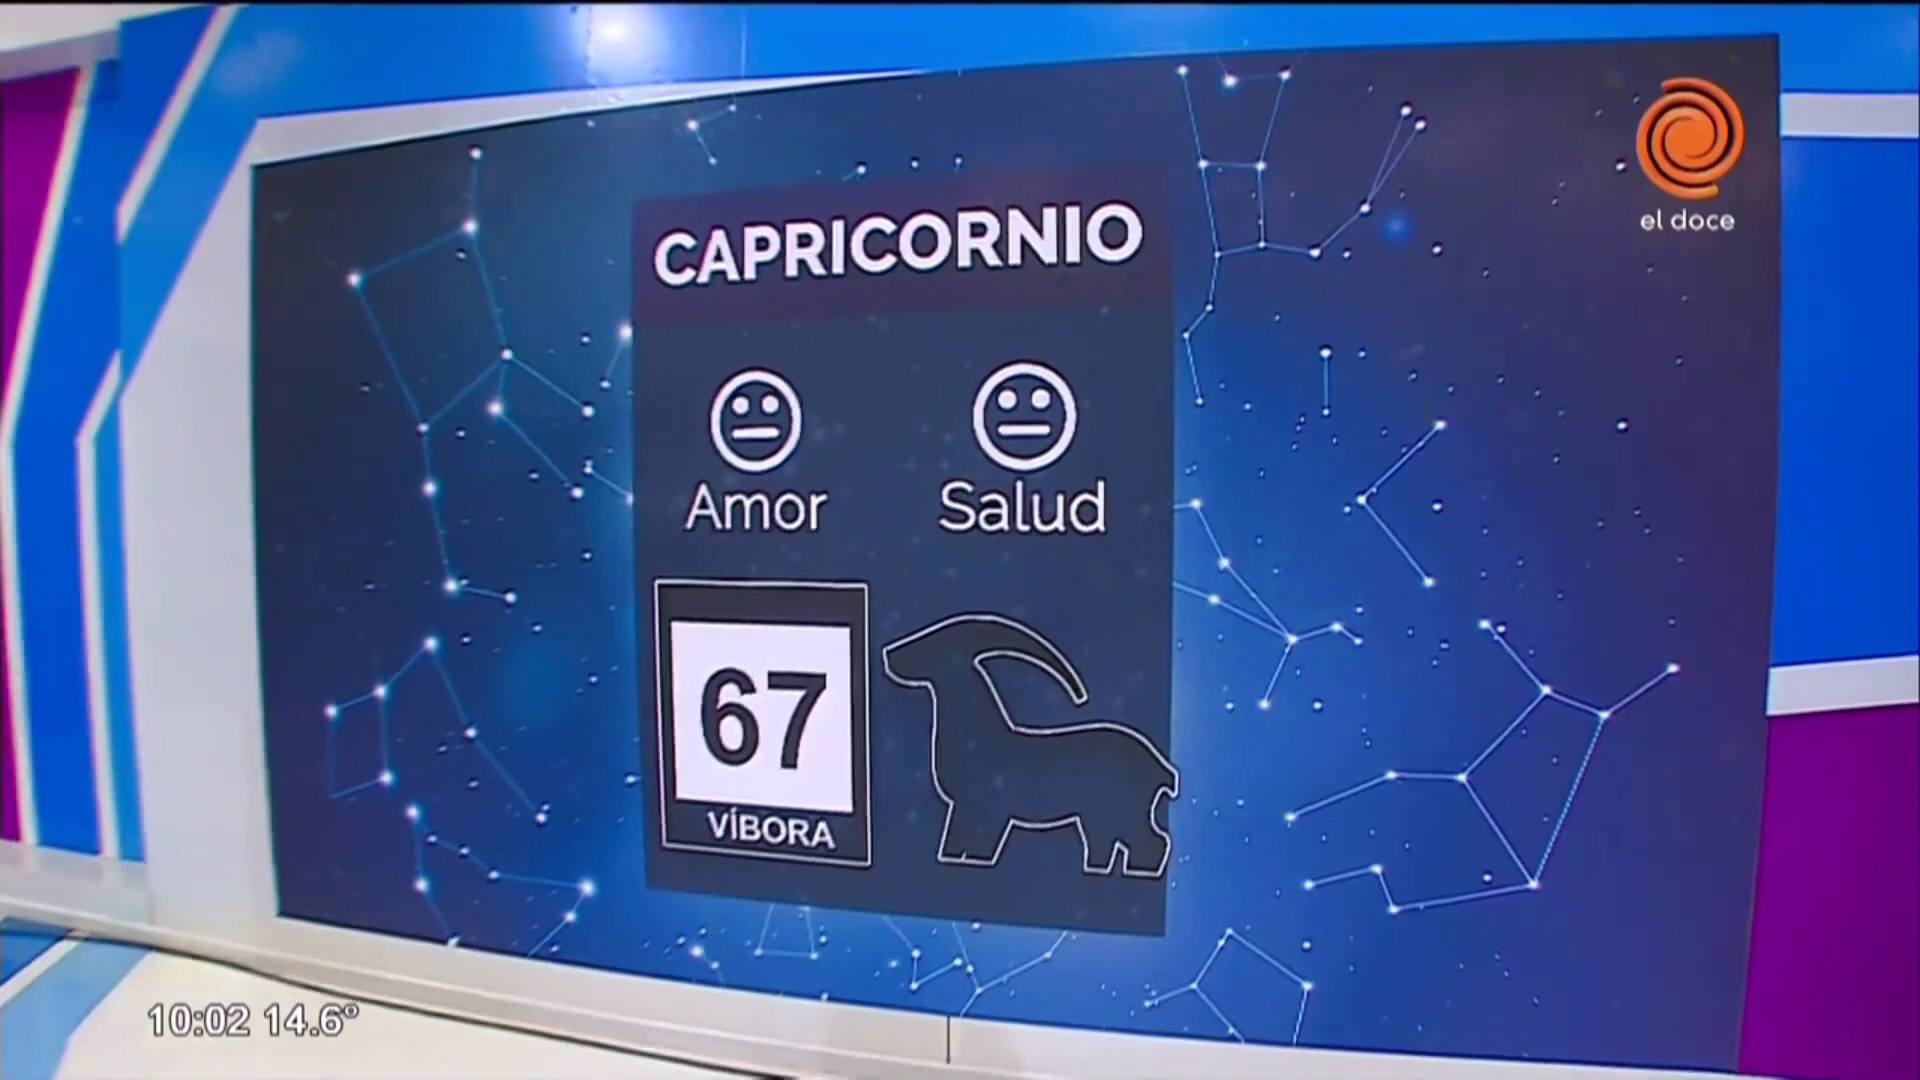 el doce
CAPRICORNIO
Amor Salud
67
VÍBORA
10:02 14.6°